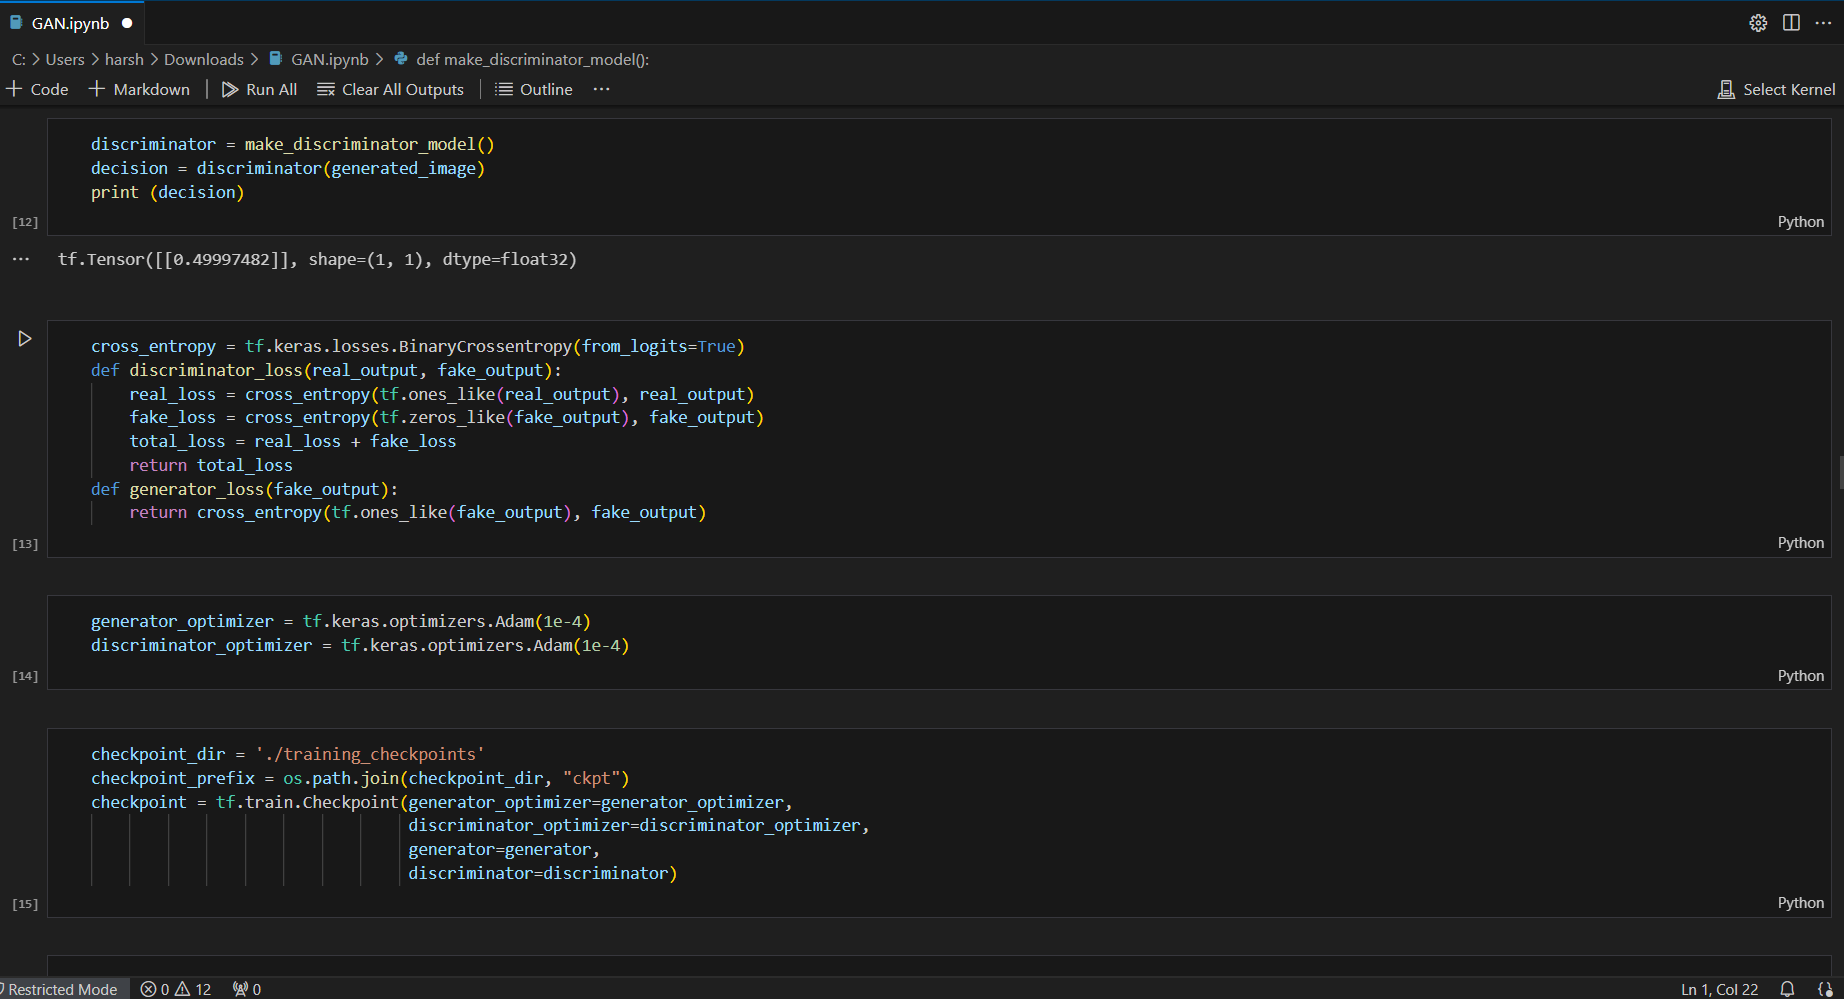 GAN.ipynb
C: > Users > harsh > Downloads > GAN.ipynb > def make_discriminator_model():
+ Code + Markdown | Run All Clear All Outputs | Outline ··· Select Kernel
discriminator = make_discriminator_model()
decision = discriminator(generated_image)
print (decision)
[12] Python
··· tf.Tensor([[0.49997482]], shape=(1, 1), dtype=float32)
cross_entropy = tf.keras.losses.BinaryCrossentropy(from_logits=True)
def discriminator_loss(real_output, fake_output):
    real_loss = cross_entropy(tf.ones_like(real_output), real_output)
    fake_loss = cross_entropy(tf.zeros_like(fake_output), fake_output)
    total_loss = real_loss + fake_loss
    return total_loss
def generator_loss(fake_output):
    return cross_entropy(tf.ones_like(fake_output), fake_output)
[13] Python
generator_optimizer = tf.keras.optimizers.Adam(1e-4)
discriminator_optimizer = tf.keras.optimizers.Adam(1e-4)
[14] Python
checkpoint_dir = './training_checkpoints'
checkpoint_prefix = os.path.join(checkpoint_dir, "ckpt")
checkpoint = tf.train.Checkpoint(generator_optimizer=generator_optimizer,
                                 discriminator_optimizer=discriminator_optimizer,
                                 generator=generator,
                                 discriminator=discriminator)
[15] Python
Restricted Mode 0 12 0 Ln 1, Col 22